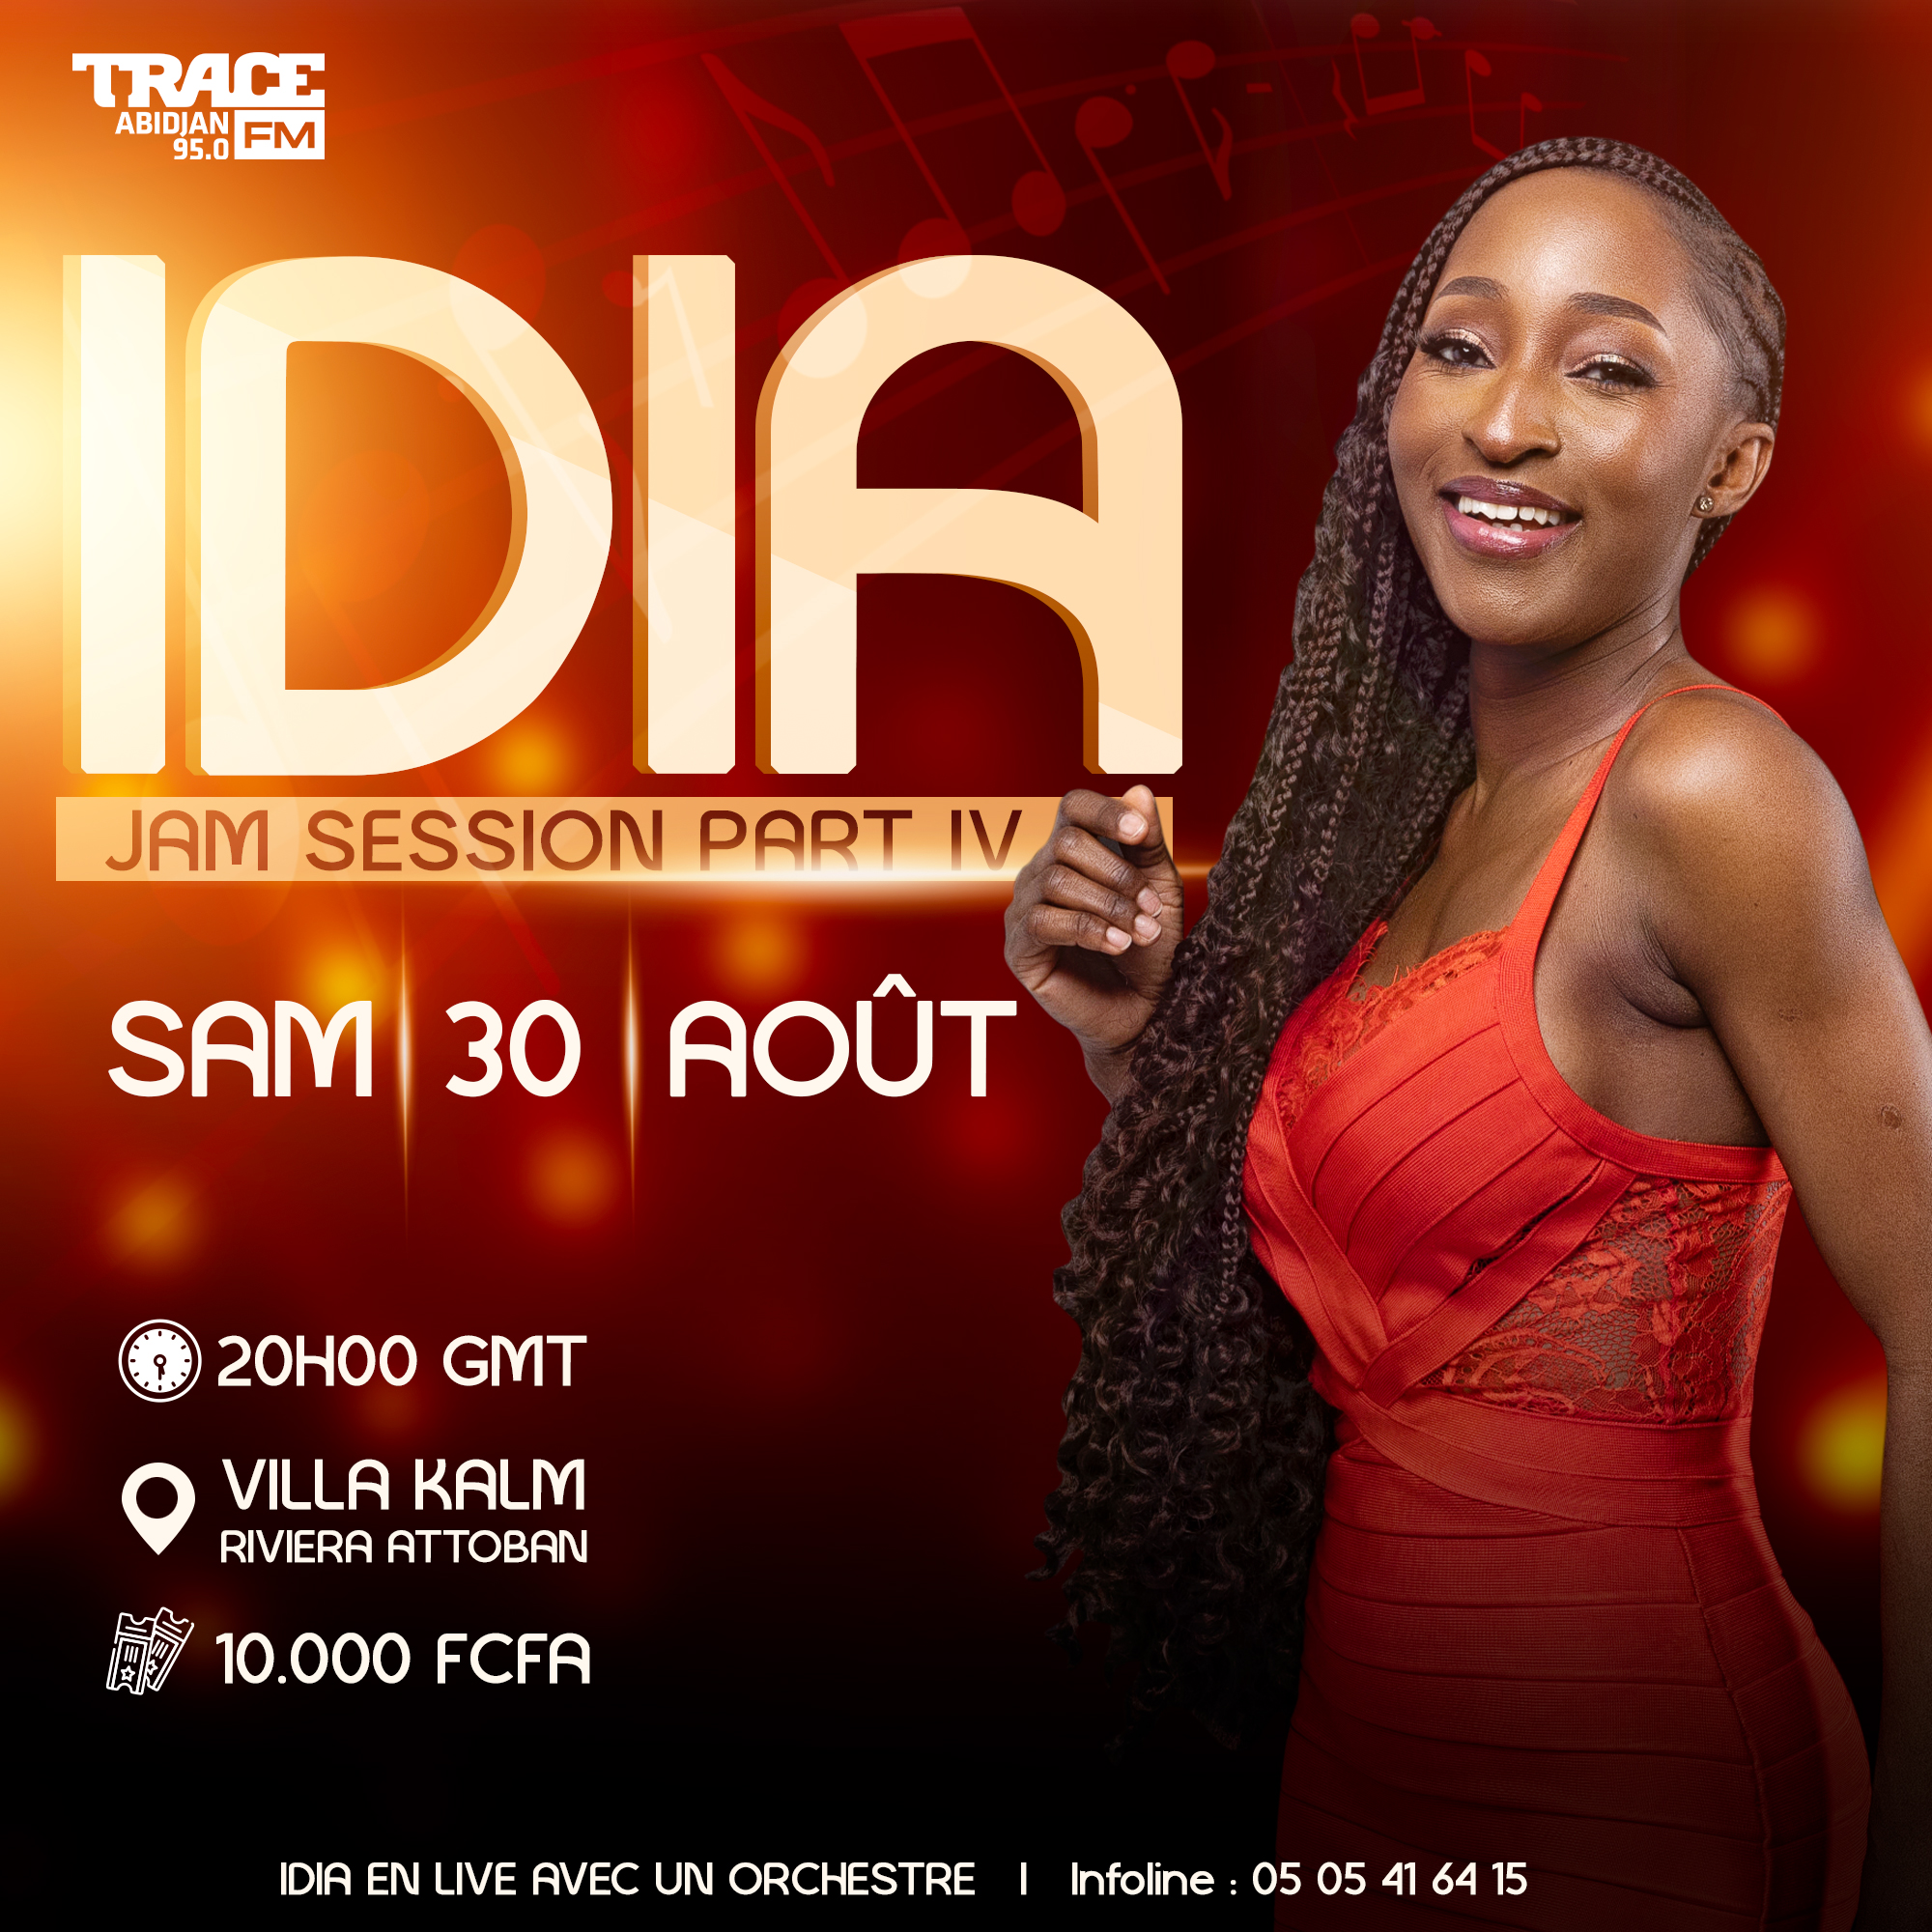 TRACE
ABIDJAN
95.0 FM
IDIA
JAM SESSION PART IV
SAM 30 AOÛT
20H00 GMT
VILLA KALM
RIVIERA ATTOBAN
10.000 FCFA
IDIA EN LIVE AVEC UN ORCHESTRE | Infoline : 05 05 41 64 15